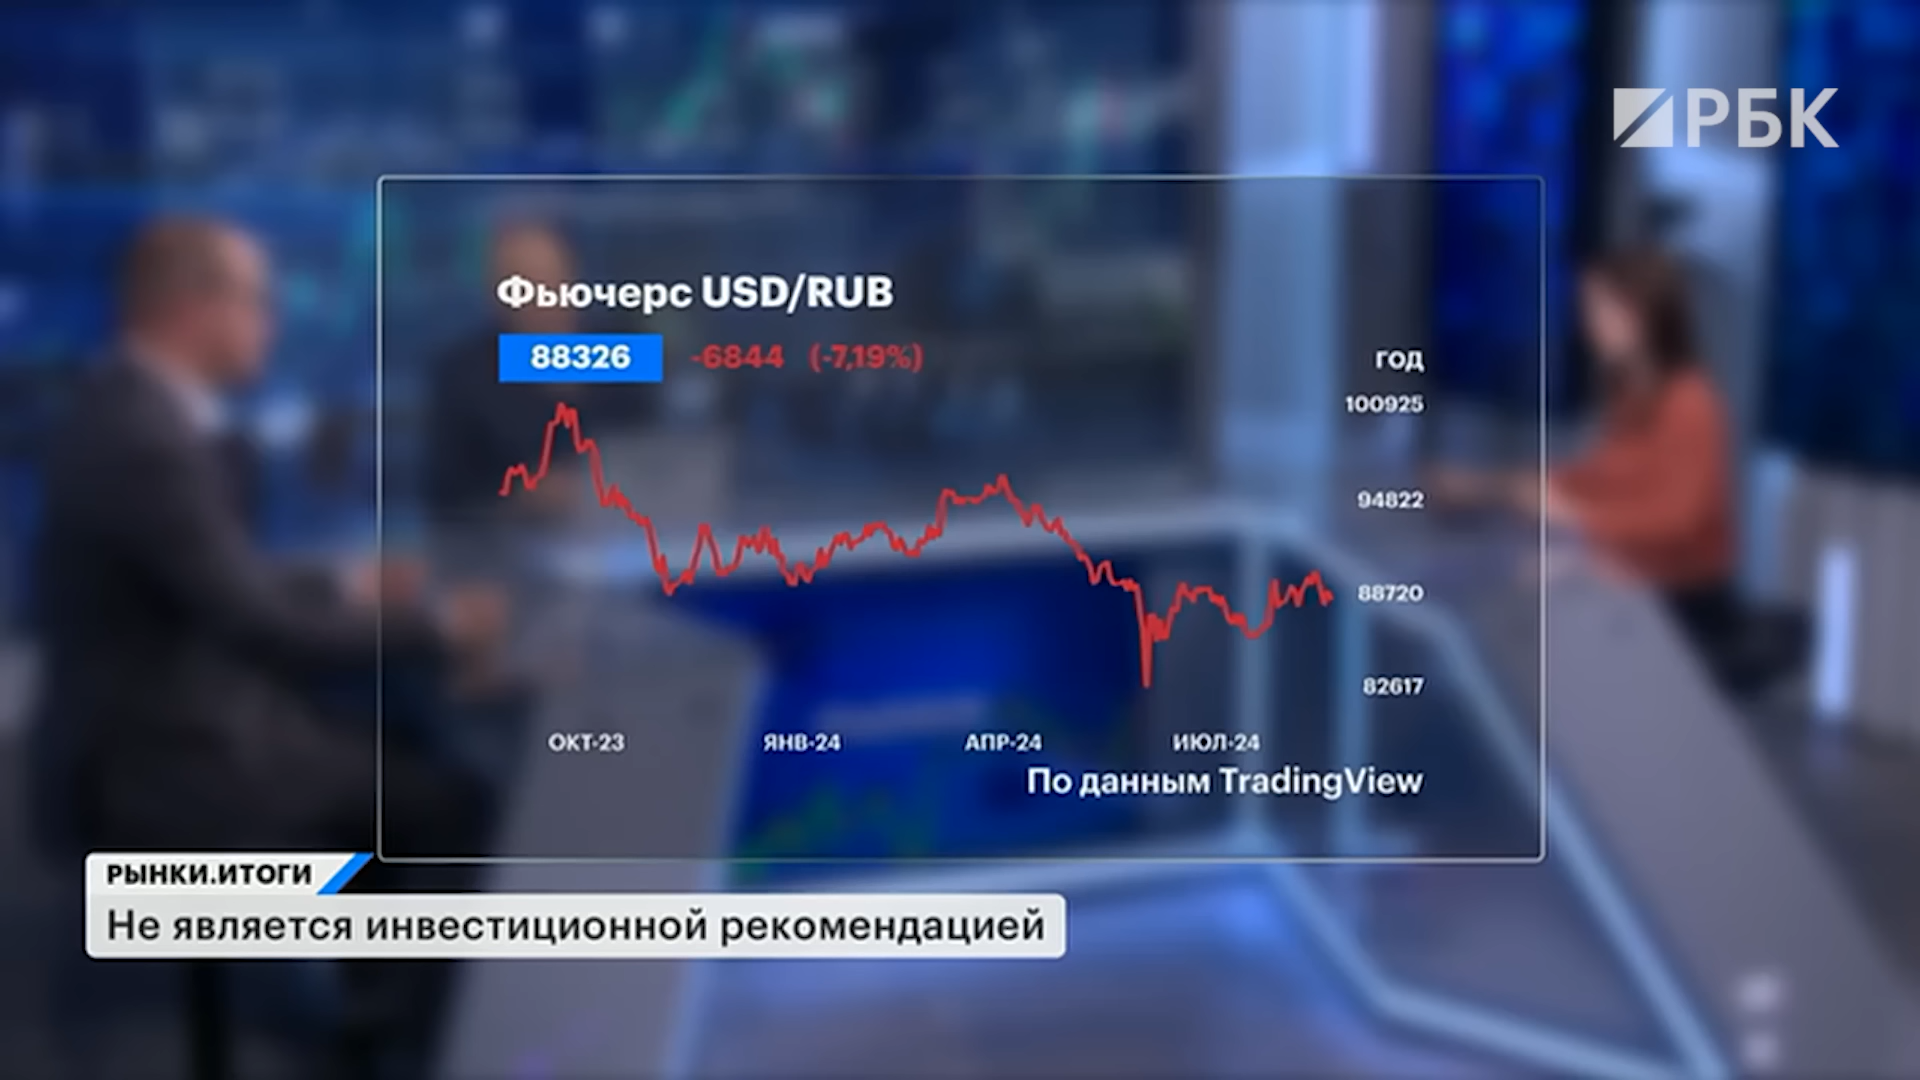 РБК
Фьючерс USD/RUB
88326 -6844 (-7,19%)
ГОД
100925
94822
88720
82617
ОКТ-23 ЯНВ-24 АПР-24 ИЮЛ-24
По данным TradingView
РЫНКИ.ИТОГИ
Не является инвестиционной рекомендацией